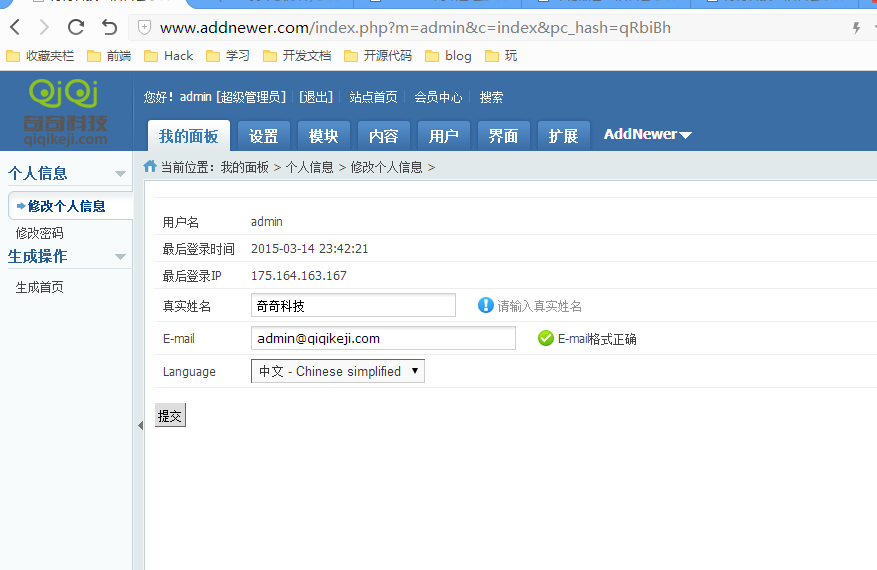 www.addnewer.com/index.php?m=admin&c=index&pc_hash=qRbiBh
收藏夹栏 前端 Hack 学习 开发文档 开源代码 blog 玩
QjQj
奇奇科技
qiqikeji.com
您好！admin [超级管理员] | [退出] | 站点首页 | 会员中心 | 搜索
我的面板 设置 模块 内容 用户 界面 扩展 AddNewer
当前位置：我的面板 > 个人信息 > 修改个人信息 >
个人信息
修改个人信息
修改密码
生成操作
生成首页
用户名 admin
最后登录时间 2015-03-14 23:42:21
最后登录IP 175.164.163.167
真实姓名 奇奇科技 请输入真实姓名
E-mail admin@qiqikeji.com E-mail格式正确
Language 中文 - Chinese simplified
提交